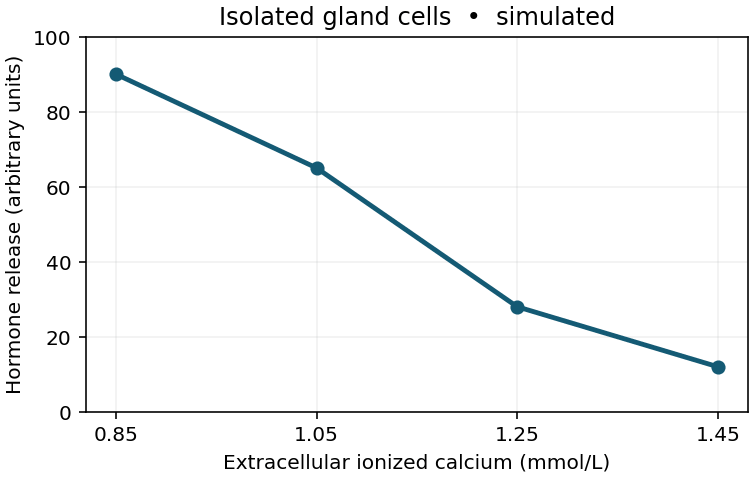 Isolated gland cells • simulated
Hormone release (arbitrary units)
100
80
60
40
20
0
0.85 1.05 1.25 1.45
Extracellular ionized calcium (mmol/L)